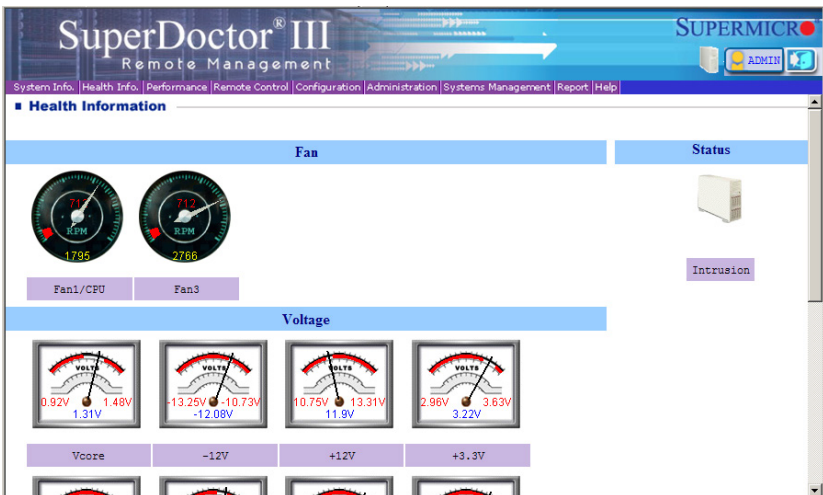 SuperDoctor® III
Remote Management
SUPERMICRO®
ADMIN
System Info. Health Info. Performance Remote Control Configuration Administration Systems Management Report Help
Health Information
Fan
Status
712
RPM
1795
712
RPM
2766
Fan1/CPU
Fan3
Intrusion
Voltage
VOLTS
0.92V 1.48V
1.31V
VOLTS
-13.25V -10.73V
-12.08V
VOLTS
10.75V 13.31V
11.9V
VOLTS
2.96V 3.63V
3.22V
Vcore
-12V
+12V
+3.3V